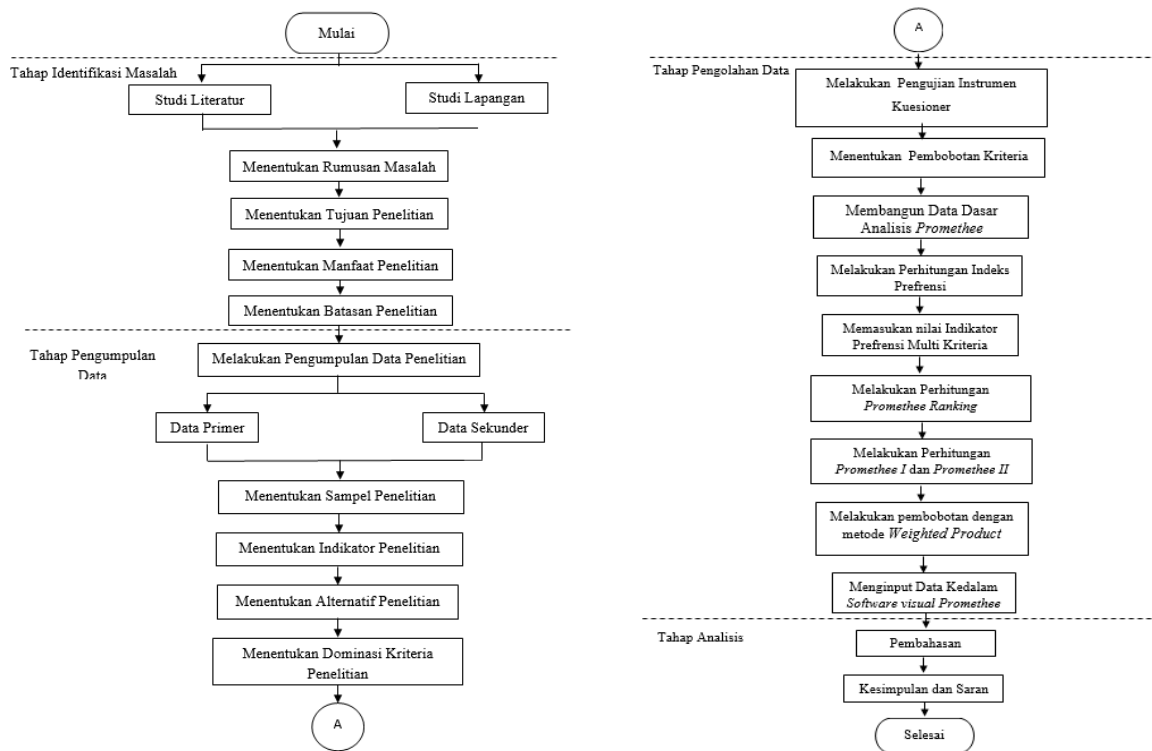 Mulai
Tahap Identifikasi Masalah
Studi Literatur
Studi Lapangan
Menentukan Rumusan Masalah
Menentukan Tujuan Penelitian
Menentukan Manfaat Penelitian
Menentukan Batasan Penelitian
Tahap Pengumpulan
Data
Melakukan Pengumpulan Data Penelitian
Data Primer
Data Sekunder
Menentukan Sampel Penelitian
Menentukan Indikator Penelitian
Menentukan Alternatif Penelitian
Menentukan Dominasi Kriteria
Penelitian
A
A
Tahap Pengolahan Data
Melakukan Pengujian Instrumen
Kuesioner
Menentukan Pembobotan Kriteria
Membangun Data Dasar
Analisis Promethee
Melakukan Perhitungan Indeks
Prefrensi
Memasukan nilai Indikator
Prefrensi Multi Kriteria
Melakukan Perhitungan
Promethee Ranking
Melakukan Perhitungan
Promethee I dan Promethee II
Melakukan pembobotan dengan
metode Weighted Product
Menginput Data Kedalam
Software visual Promethee
Tahap Analisis
Pembahasan
Kesimpulan dan Saran
Selesai